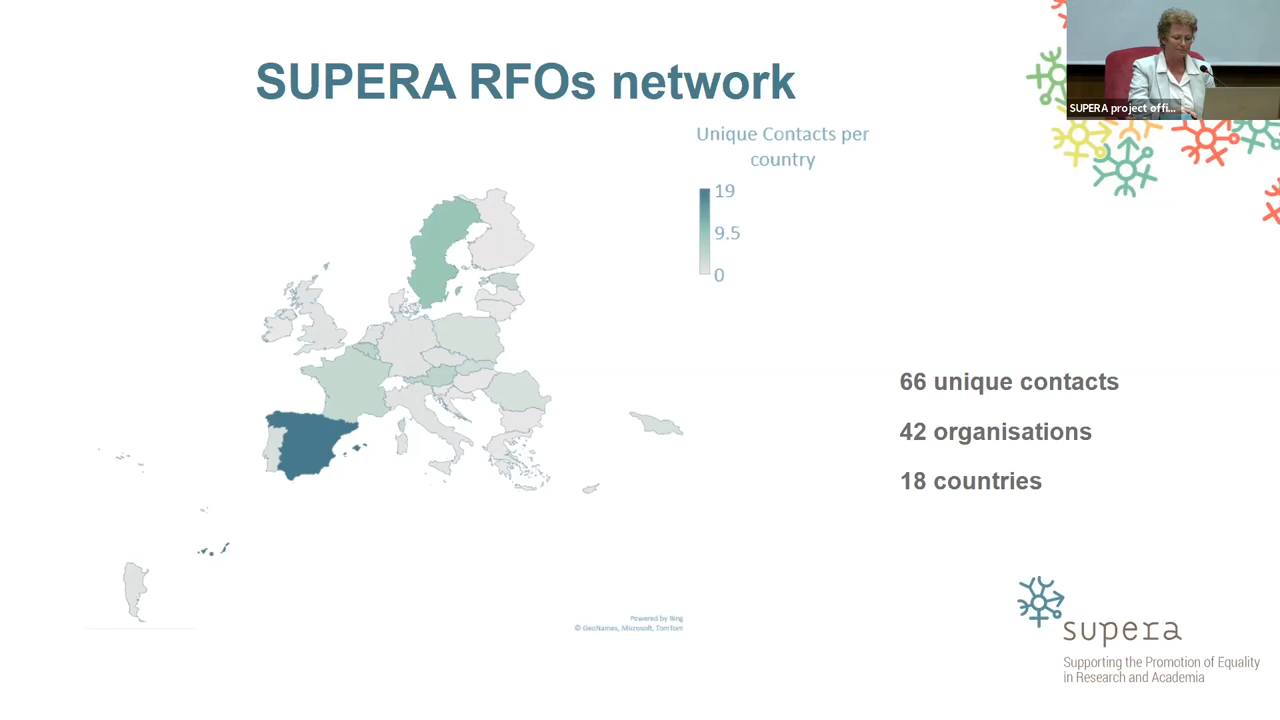 SUPERA RFOs network
SUPERA project offi...
Unique Contacts per
country
19
9.5
0
66 unique contacts
42 organisations
18 countries
Powered by Bing
© GeoNames, Microsoft, TomTom
supera
Supporting the Promotion of Equality
in Research and Academia